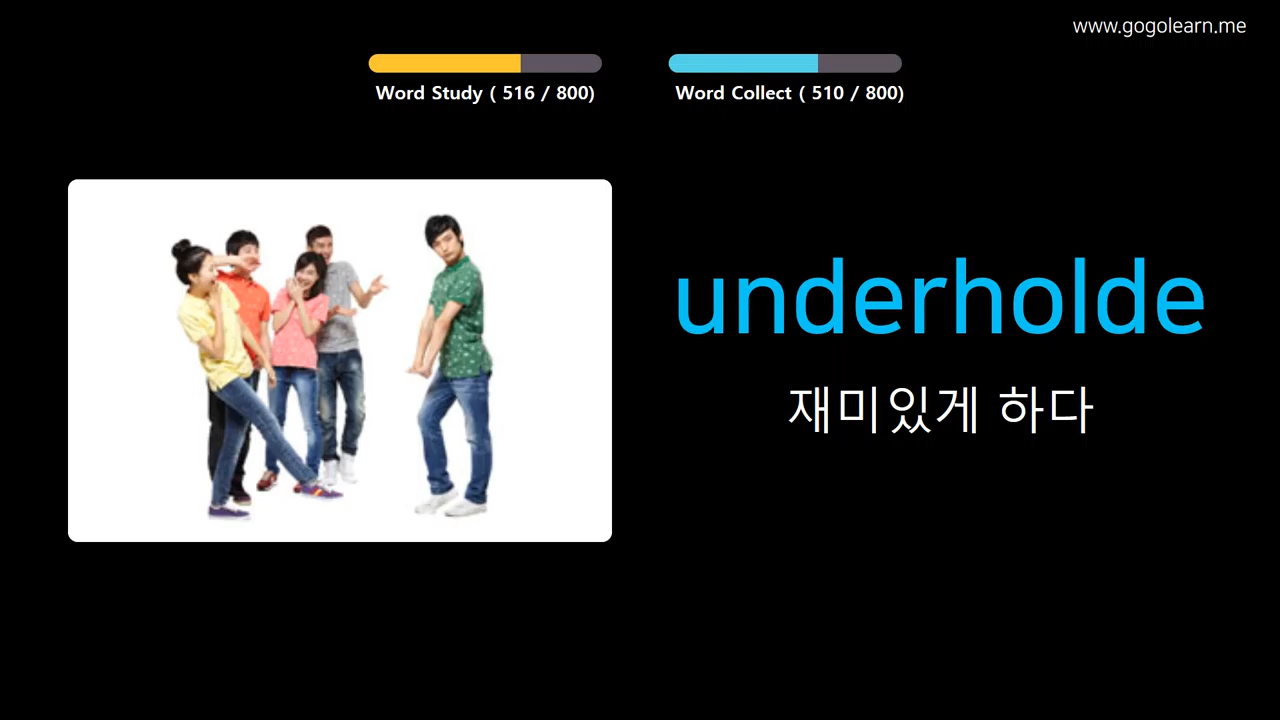 www.gogolearn.me
Word Study ( 516 / 800)
Word Collect ( 510 / 800)
underholde
재미있게 하다